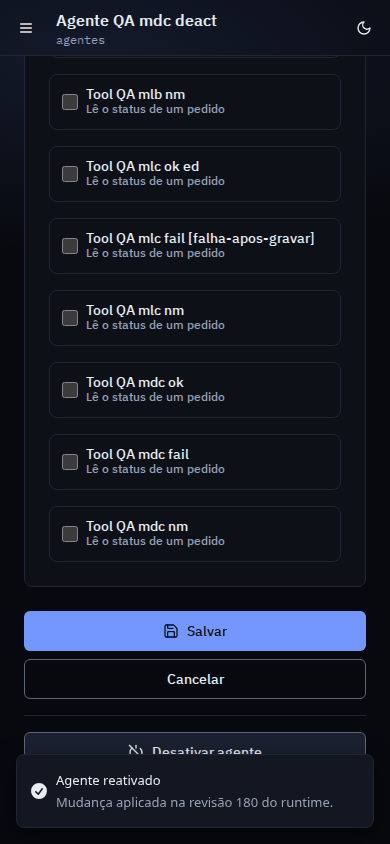 Agente QA mdc deact
agentes
Tool QA mlb nm
Lê o status de um pedido
Tool QA mlc ok ed
Lê o status de um pedido
Tool QA mlc fail [falha-apos-gravar]
Lê o status de um pedido
Tool QA mlc nm
Lê o status de um pedido
Tool QA mdc ok
Lê o status de um pedido
Tool QA mdc fail
Lê o status de um pedido
Tool QA mdc nm
Lê o status de um pedido
Salvar
Cancelar
Desativar agente
Agente reativado
Mudança aplicada na revisão 180 do runtime.